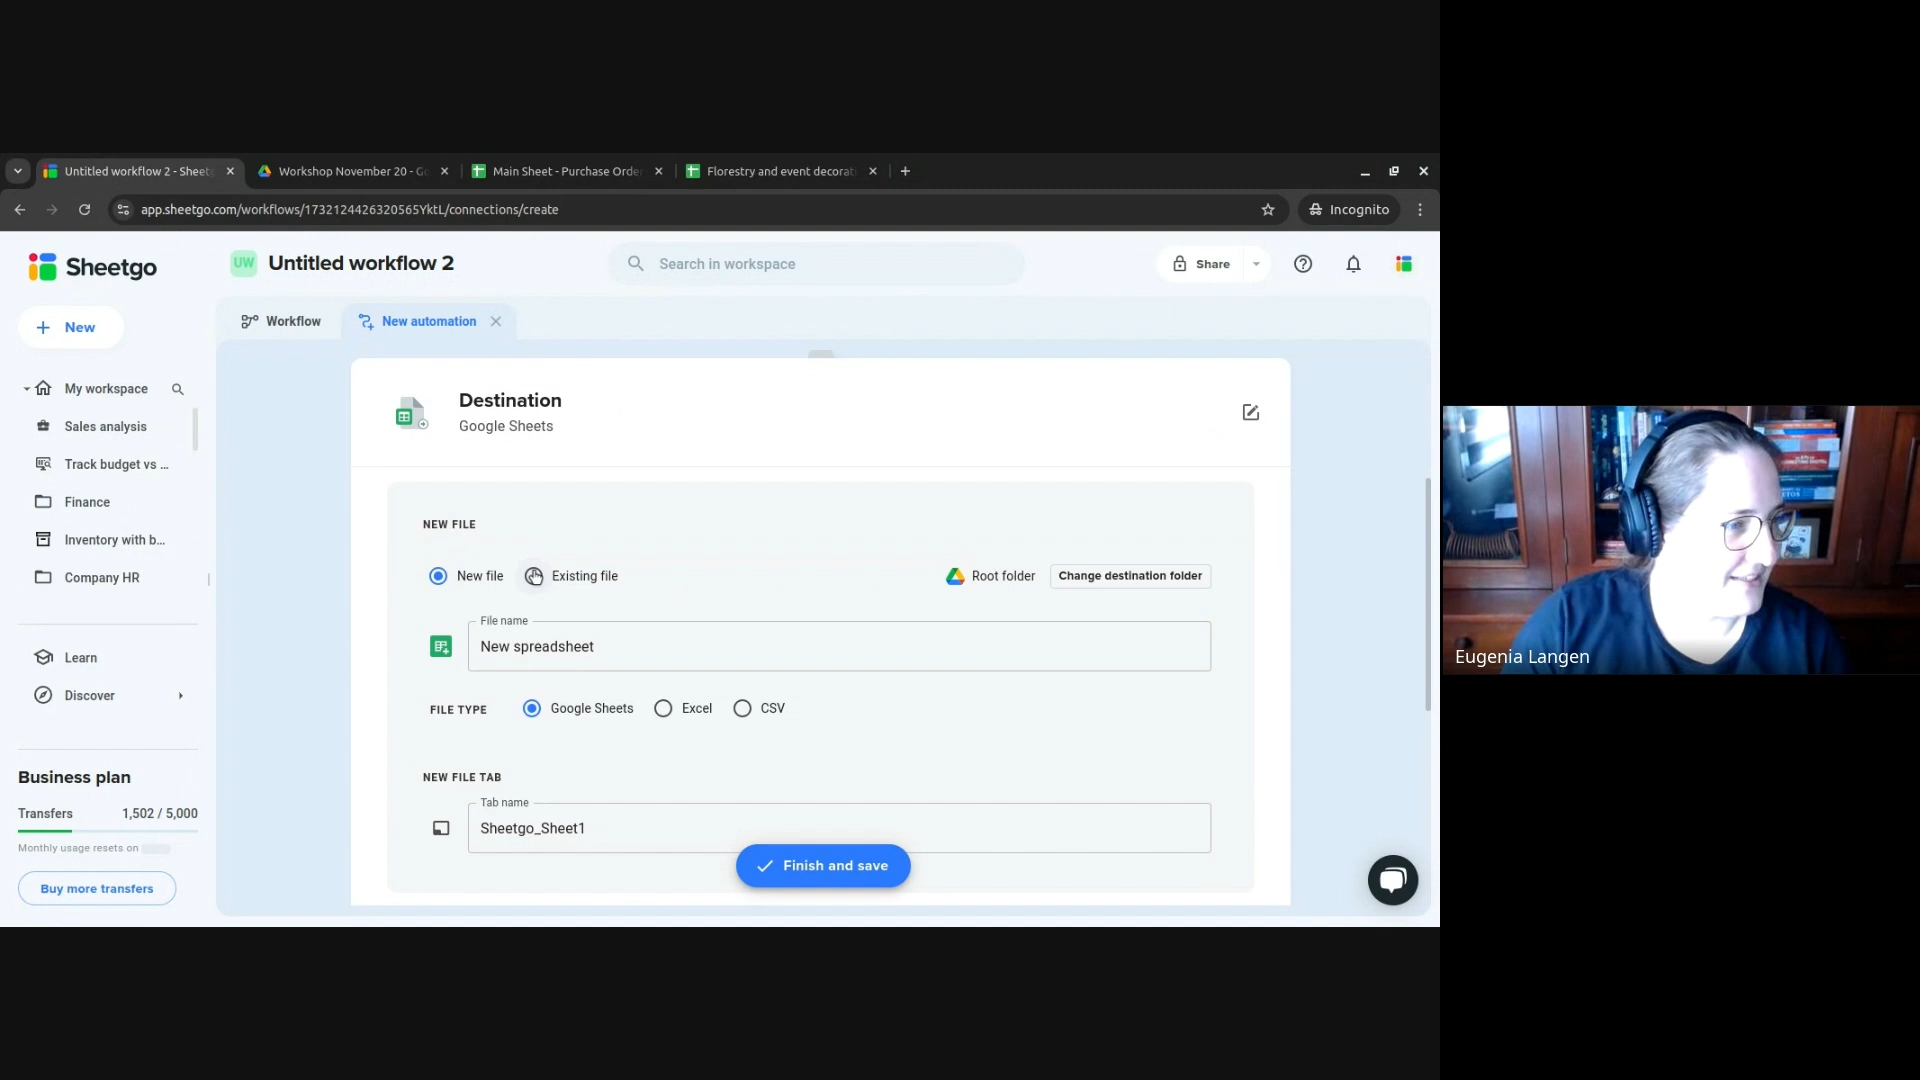 Untitled workflow 2 - Sheetg
Workshop November 20 - Go
Main Sheet - Purchase Order
Florestry and event decorati
app.sheetgo.com/workflows/1732124426320565YktL/connections/create
Incognito
Sheetgo
UW
Untitled workflow 2
Search in workspace
Share
New
Workflow
New automation
My workspace
Sales analysis
Track budget vs ...
Finance
Inventory with b...
Company HR
Learn
Discover
Business plan
Transfers
1,502 / 5,000
Monthly usage resets on
Buy more transfers
Destination
Google Sheets
NEW FILE
New file
Existing file
Root folder
Change destination folder
File name
New spreadsheet
FILE TYPE
Google Sheets
Excel
CSV
NEW FILE TAB
Tab name
Sheetgo_Sheet1
Finish and save
Eugenia Langen